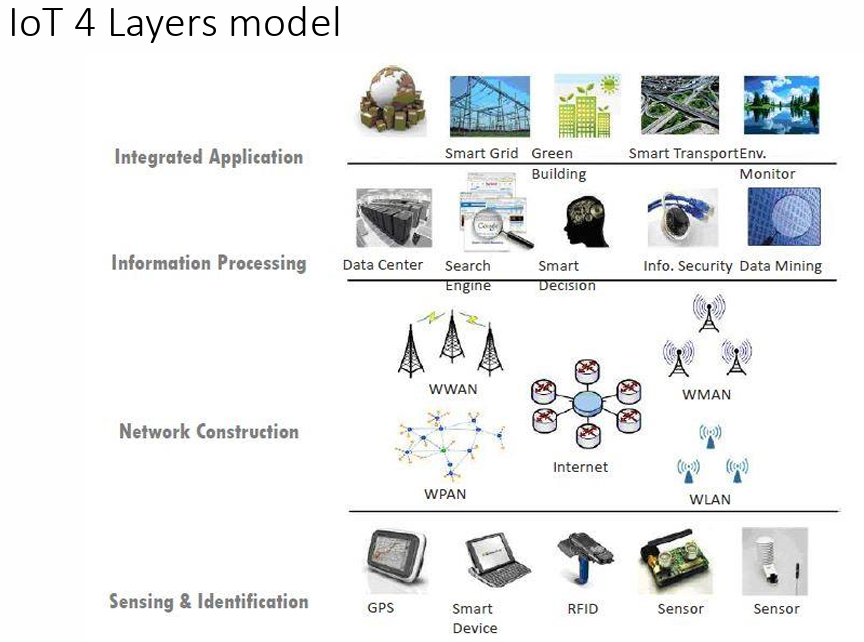 IoT 4 Layers model
Integrated Application
Smart Grid
Green
Building
Smart Transport
Env.
Monitor
Information Processing
Data Center
Search
Engine
Google
Smart
Decision
Info. Security
Data Mining
Network Construction
WWAN
WMAN
Internet
WPAN
WLAN
Sensing & Identification
GPS
Smart
Device
RFID
Sensor
Sensor